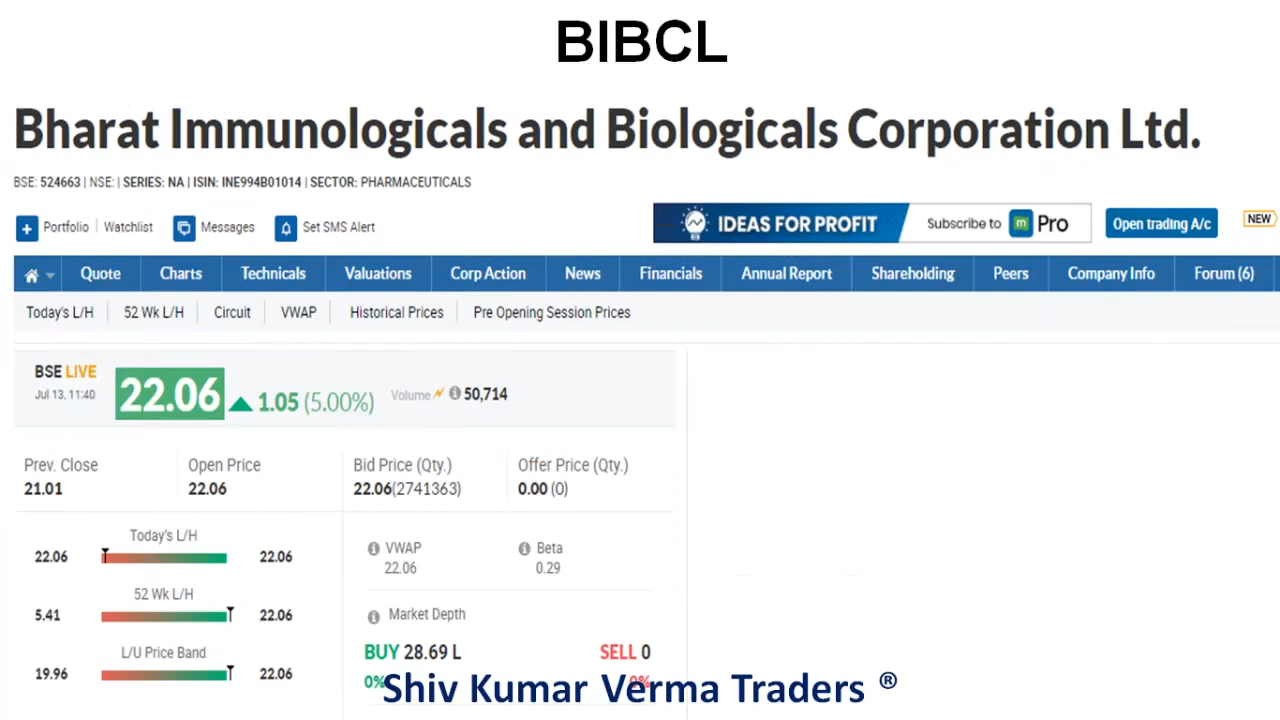 BIBCL
Bharat Immunologicals and Biologicals Corporation Ltd.
BSE: 524663 | NSE: | SERIES: NA | ISIN: INE994B01014 | SECTOR: PHARMACEUTICALS
+ Portfolio | Watchlist Messages Set SMS Alert
IDEAS FOR PROFIT Subscribe to m Pro Open trading A/c NEW
Quote Charts Technicals Valuations Corp Action News Financials Annual Report Shareholding Peers Company Info Forum (6)
Today's L/H 52 Wk L/H Circuit VWAP Historical Prices Pre Opening Session Prices
BSE LIVE
Jul 13, 11:40
22.06 1.05 (5.00%) Volume 50,714
Prev. Close Open Price Bid Price (Qty.) Offer Price (Qty.)
21.01 22.06 22.06(2741363) 0.00 (0)
Today's L/H
22.06 22.06
VWAP Beta
22.06 0.29
52 Wk L/H
5.41 22.06
Market Depth
L/U Price Band
19.96 22.06
BUY 28.69 L SELL 0
0% 0%
Shiv Kumar Verma Traders ®